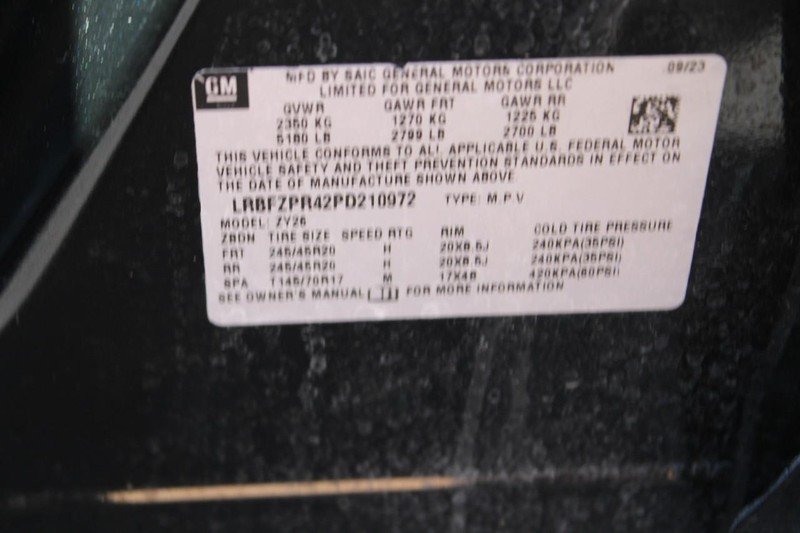 GM
MFD BY SAIC GENERAL MOTORS CORPORATION 09/23
LIMITED FOR GENERAL MOTORS LLC
GVWR GAWR FRT GAWR RR
2350 KG 1270 KG 1225 KG
5180 LB 2799 LB 2700 LB
THIS VEHICLE CONFORMS TO ALL APPLICABLE U.S. FEDERAL MOTOR
VEHICLE SAFETY AND THEFT PREVENTION STANDARDS IN EFFECT ON
THE DATE OF MANUFACTURE SHOWN ABOVE
LRBFZPR42PD210972 TYPE: M.P.V
MODEL: ZY26
ZBDN TIRE SIZE SPEED RTG RIM COLD TIRE PRESSURE
FRT 245/45R20 H 20X8.5J 240KPA(35PSI)
RR 245/45R20 H 20X8.5J 240KPA(35PSI)
SPA T145/70R17 M 17X4B 420KPA(60PSI)
SEE OWNER'S MANUAL FOR MORE INFORMATION